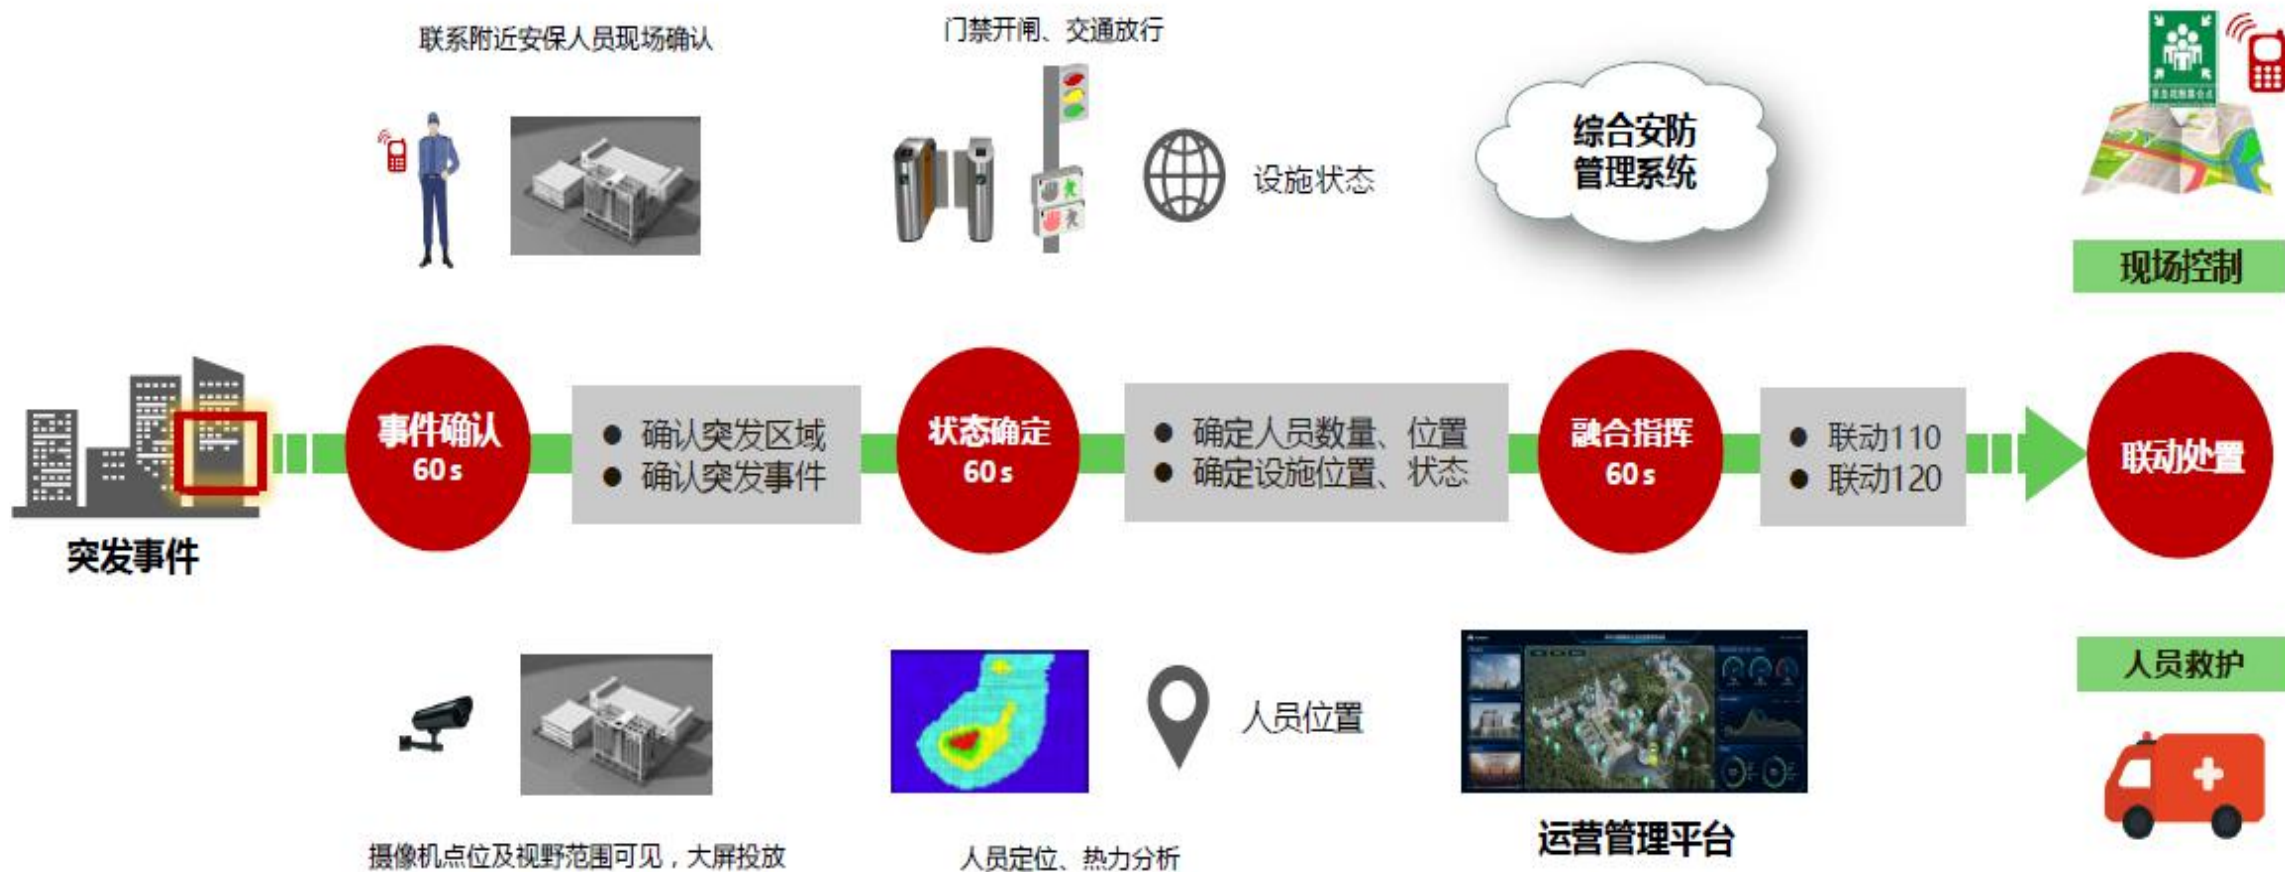 联系附近安保人员现场确认
门禁开闸、交通放行
设施状态
综合安防
管理系统
现场控制
突发事件
事件确认
60s
● 确认突发区域
● 确认突发事件
状态确定
60s
● 确定人员数量、位置
● 确定设施位置、状态
融合指挥
60s
● 联动110
● 联动120
联动处置
人员位置
人员救护
摄像机点位及视野范围可见，大屏投放
人员定位、热力分析
运营管理平台